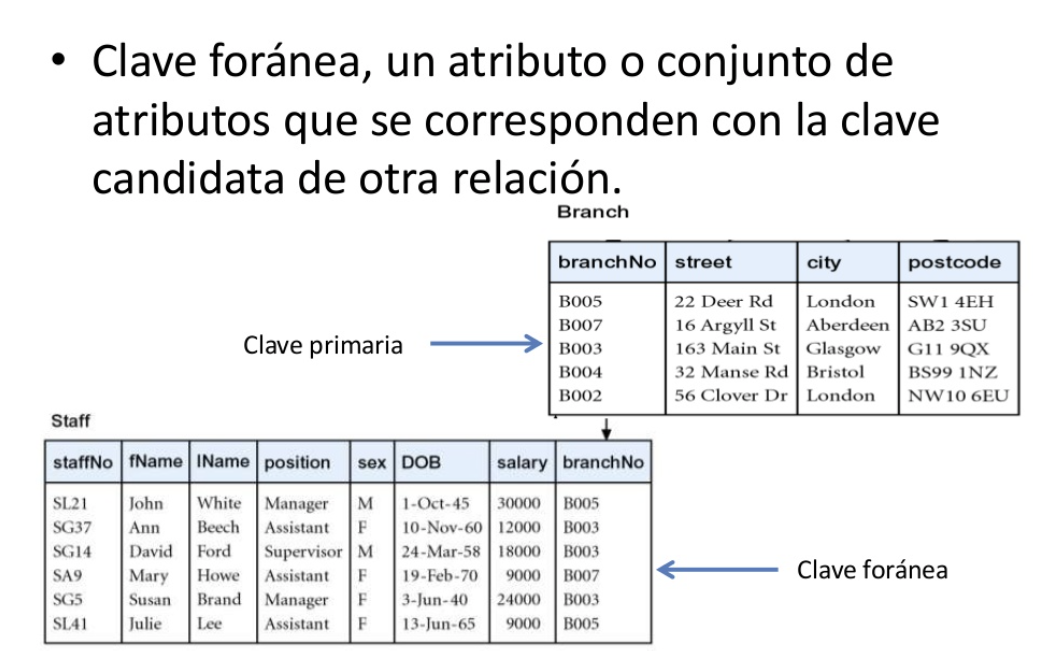 • Clave foránea, un atributo o conjunto de
atributos que se corresponden con la clave
candidata de otra relación.
Branch
branchNo street city postcode
B005 22 Deer Rd London SW1 4EH
B007 16 Argyll St Aberdeen AB2 3SU
Clave primaria
B003 163 Main St Glasgow G11 9QX
B004 32 Manse Rd Bristol BS99 1NZ
B002 56 Clover Dr London NW10 6EU
Staff
staffNo fName lName position sex DOB salary branchNo
SL21 John White Manager M 1-Oct-45 30000 B005
SG37 Ann Beech Assistant F 10-Nov-60 12000 B003
SG14 David Ford Supervisor M 24-Mar-58 18000 B003
SA9 Mary Howe Assistant F 19-Feb-70 9000 B007
Clave foránea
SG5 Susan Brand Manager F 3-Jun-40 24000 B003
SL41 Julie Lee Assistant F 13-Jun-65 9000 B005